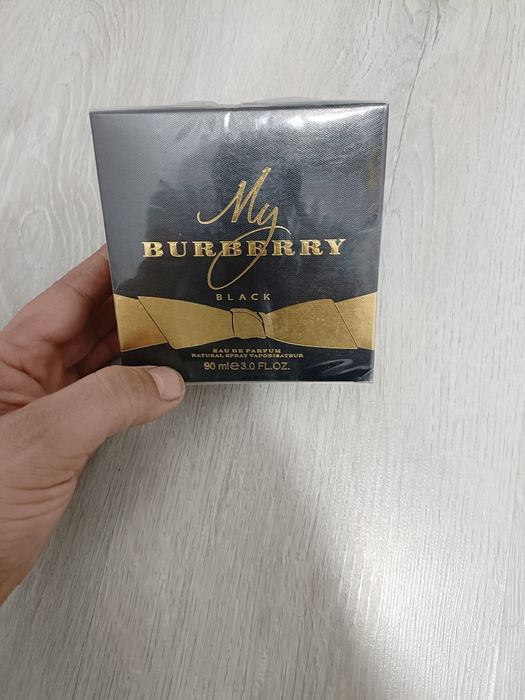 My
BURBERRY
BLACK
EAU DE PARFUM
NATURAL SPRAY VAPORISATEUR
90 ml e 3.0 FL.OZ.